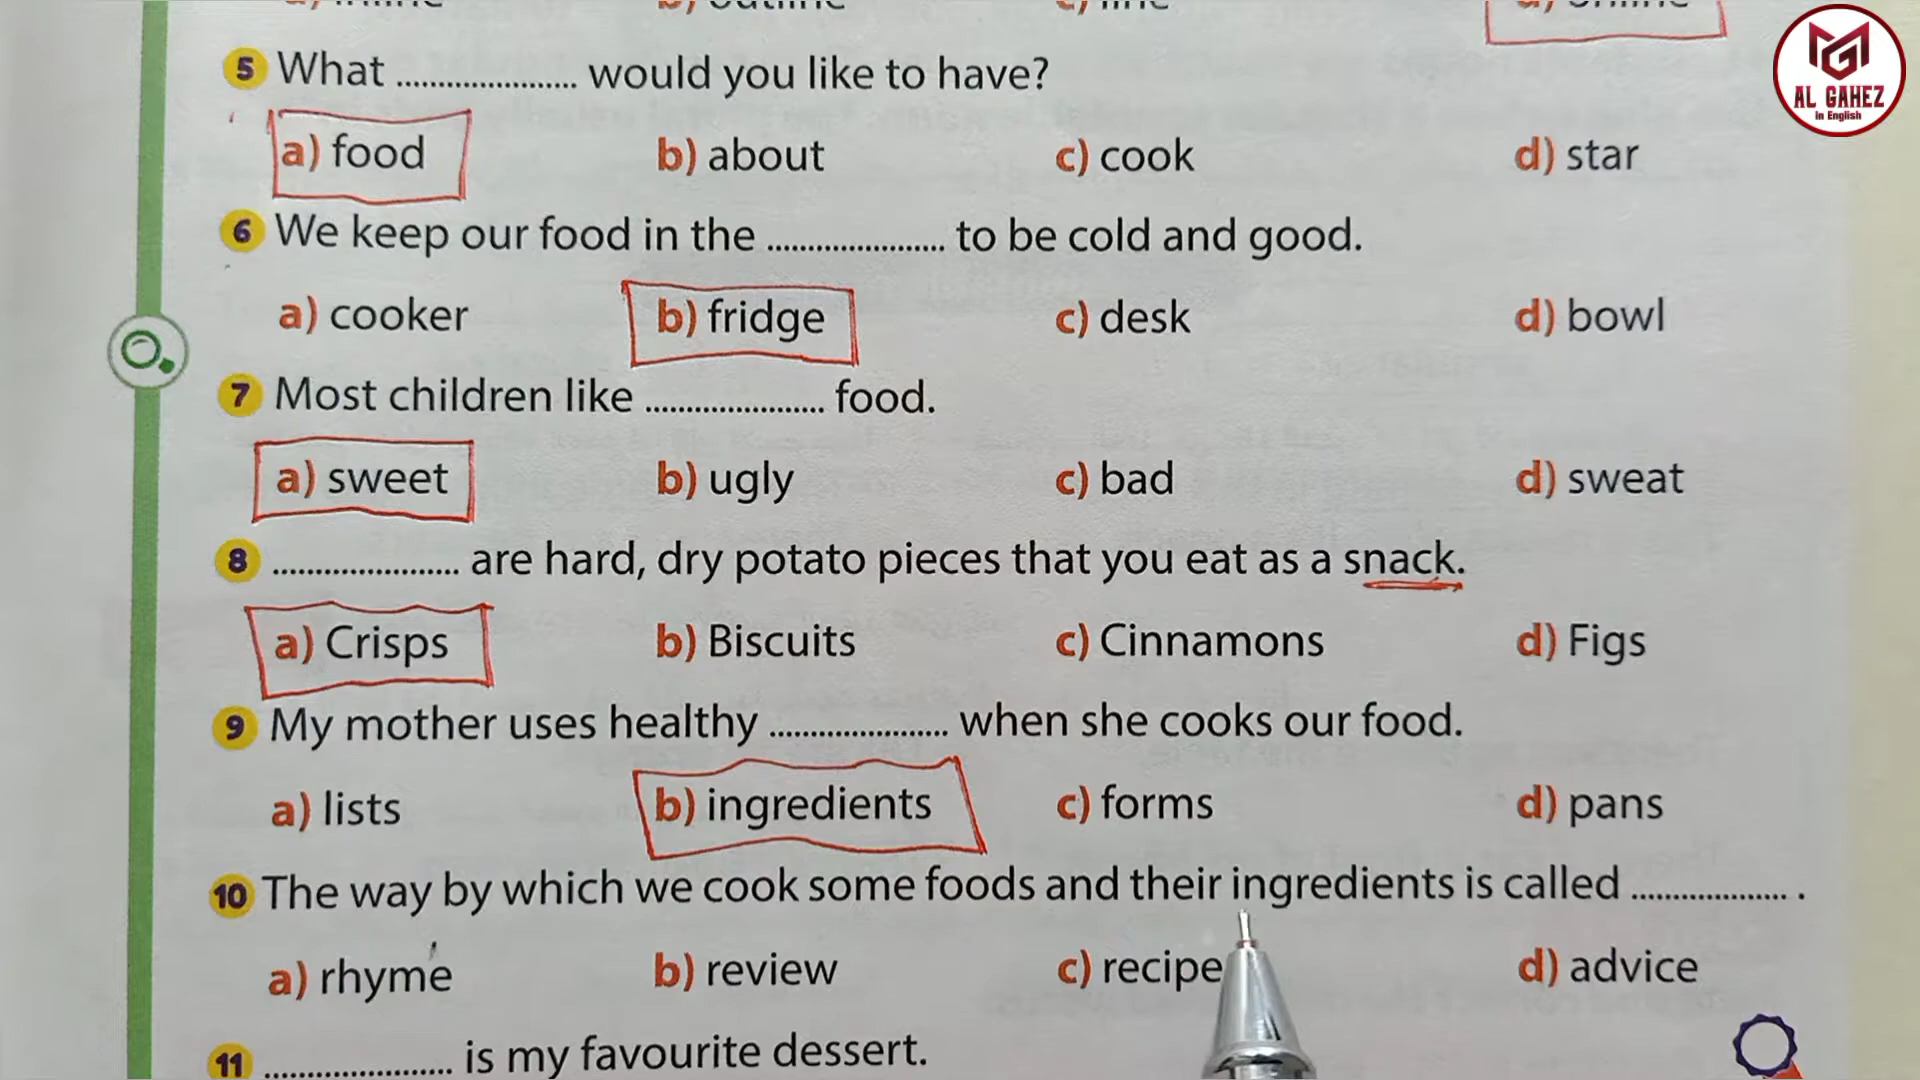 5 What .................... would you like to have?
a) food b) about c) cook d) star
6 We keep our food in the .................... to be cold and good.
a) cooker b) fridge c) desk d) bowl
7 Most children like .................... food.
a) sweet b) ugly c) bad d) sweat
8 .................... are hard, dry potato pieces that you eat as a snack.
a) Crisps b) Biscuits c) Cinnamons d) Figs
9 My mother uses healthy .................... when she cooks our food.
a) lists b) ingredients c) forms d) pans
10 The way by which we cook some foods and their ingredients is called .................... .
a) rhyme b) review c) recipe d) advice
11 .................... is my favourite dessert.
AL GAHEZ
In English